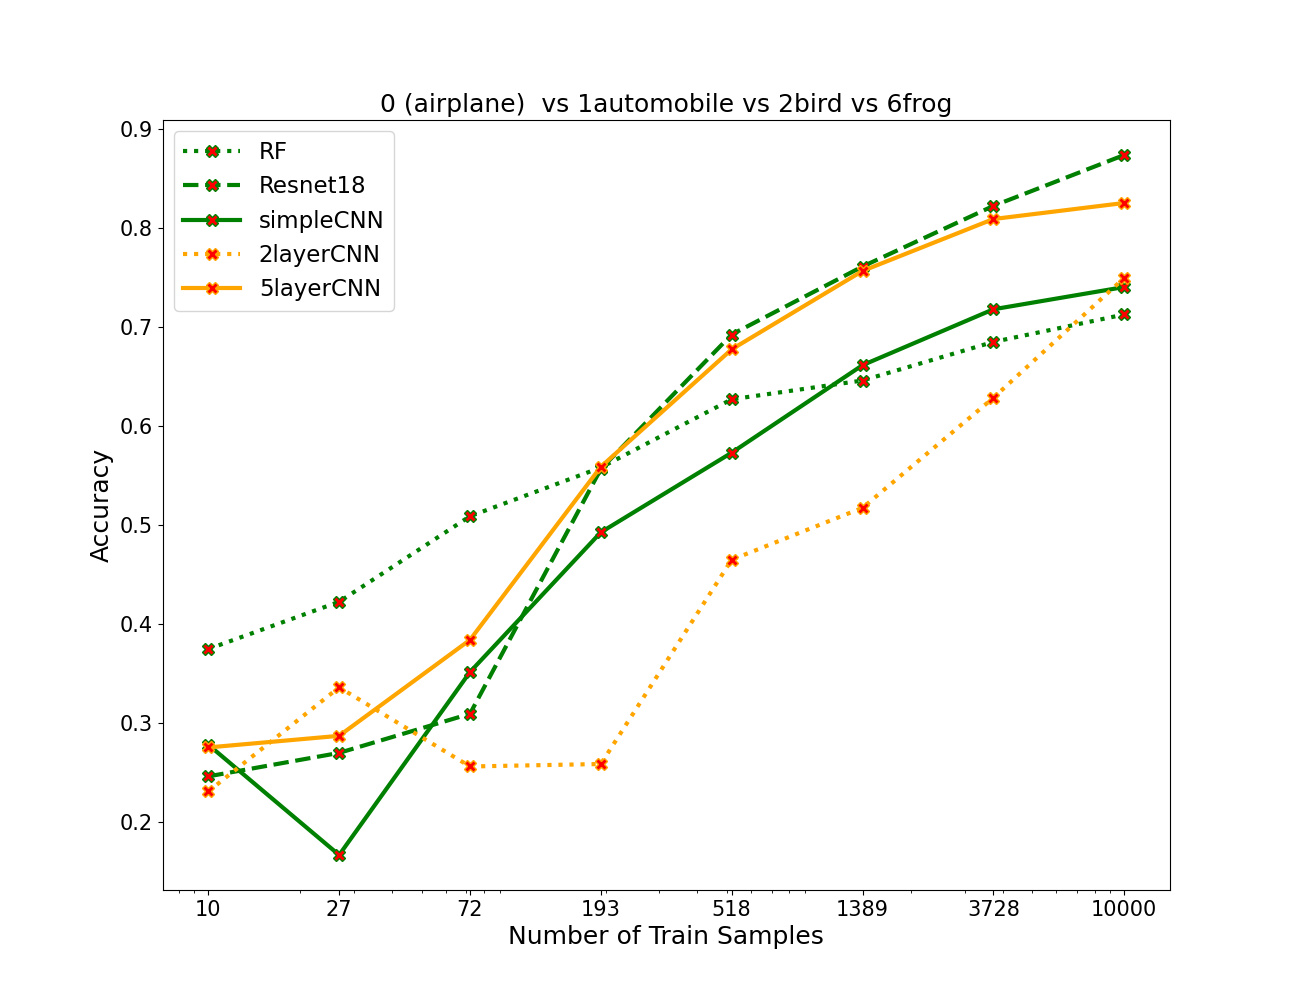 0 (airplane)  vs 1automobile vs 2bird vs 6frog
0.9
0.8
0.7
0.6
0.5
0.4
0.3
0.2
Accuracy
RF
Resnet18
simpleCNN
2layerCNN
5layerCNN
10 27 72 193 518 1389 3728 10000
Number of Train Samples